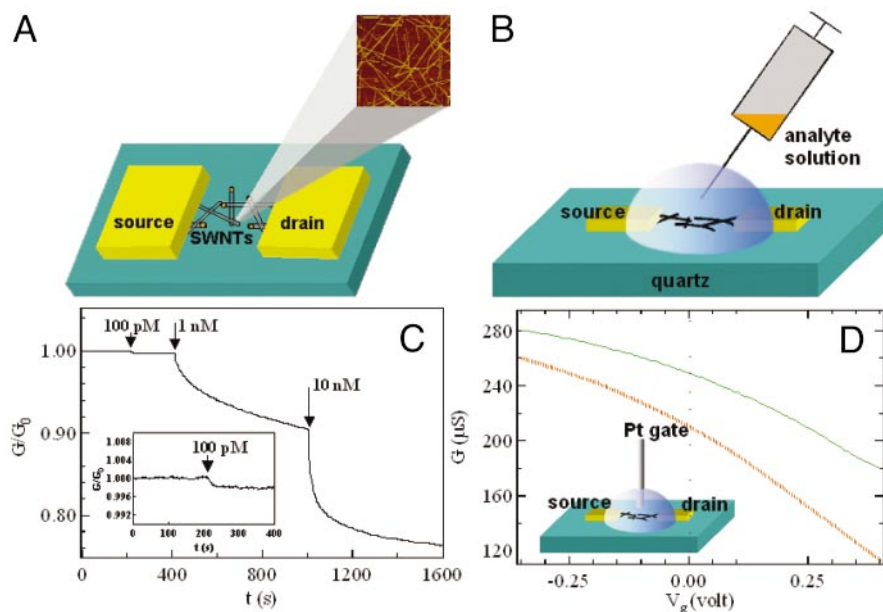 A
source
SWNTs
drain
B
analyte
solution
source
drain
quartz
C
100 pM
1 nM
10 nM
1.00
0.90
0.80
G/G₀
0
400
800
1200
1600
t (s)
100 pM
1.008
1.004
1.000
0.996
0.992
G/G₀
0
100
200
300
400
t (s)
D
280
240
200
160
110
G (µS)
Pt gate
source
drain
-0.25
0.00
0.25
Vg (volt)